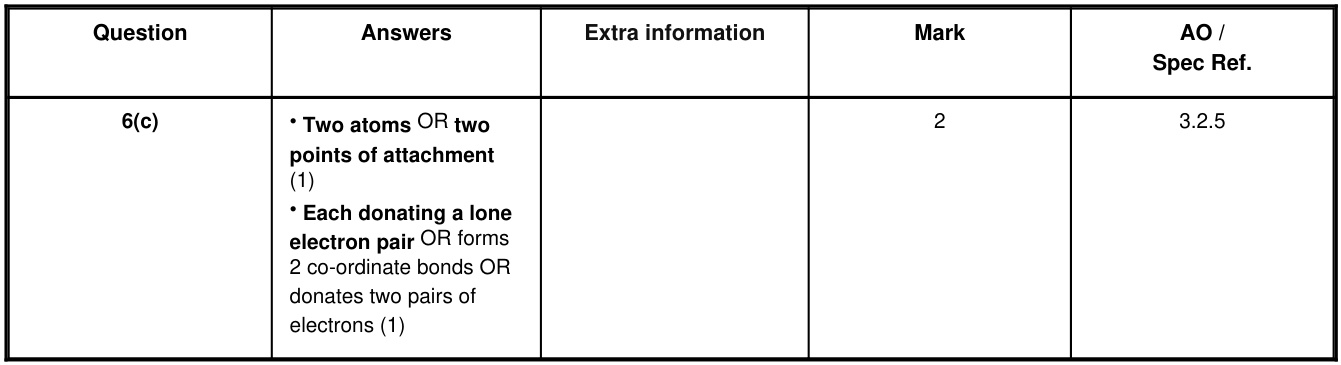 Question Answers Extra information Mark AO /
Spec Ref.
6(c) • Two atoms OR two 2 3.2.5
points of attachment
(1)
• Each donating a lone
electron pair OR forms
2 co-ordinate bonds OR
donates two pairs of
electrons (1)